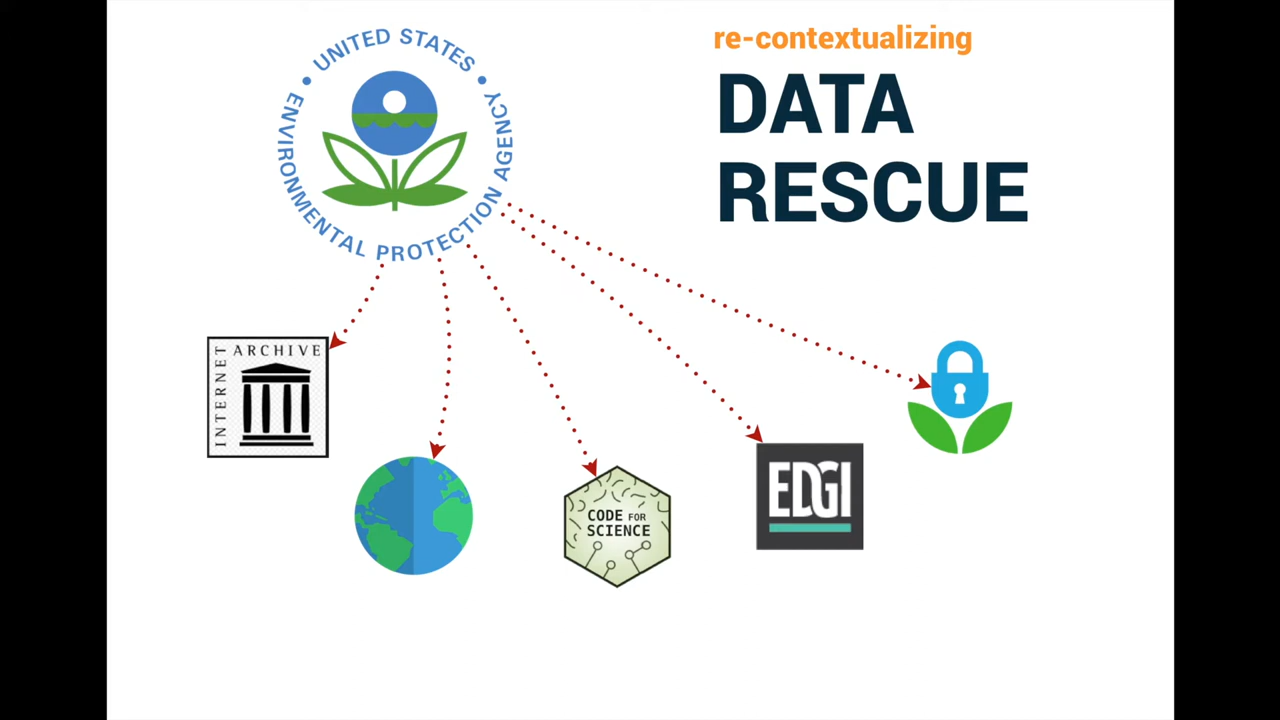 UNITED STATES
ENVIRONMENTAL PROTECTION AGENCY
re-contextualizing
DATA
RESCUE
INTERNET
ARCHIVE
CODE FOR
SCIENCE
EDGI